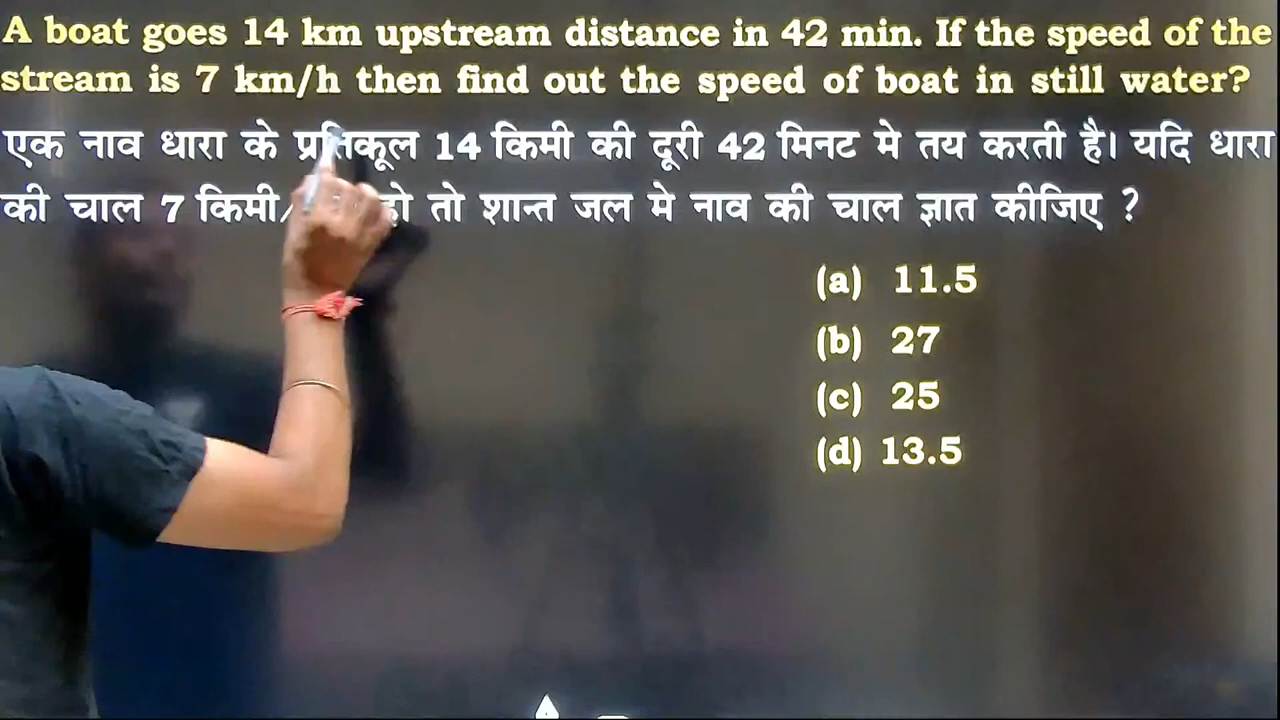 A boat goes 14 km upstream distance in 42 min. If the speed of the
stream is 7 km/h then find out the speed of boat in still water?
एक नाव धारा के प्रतिकूल 14 किमी की दूरी 42 मिनट मे तय करती है। यदि धारा
की चाल 7 किमी/ हो तो शान्त जल मे नाव की चाल ज्ञात कीजिए ?
(a) 11.5
(b) 27
(c) 25
(d) 13.5